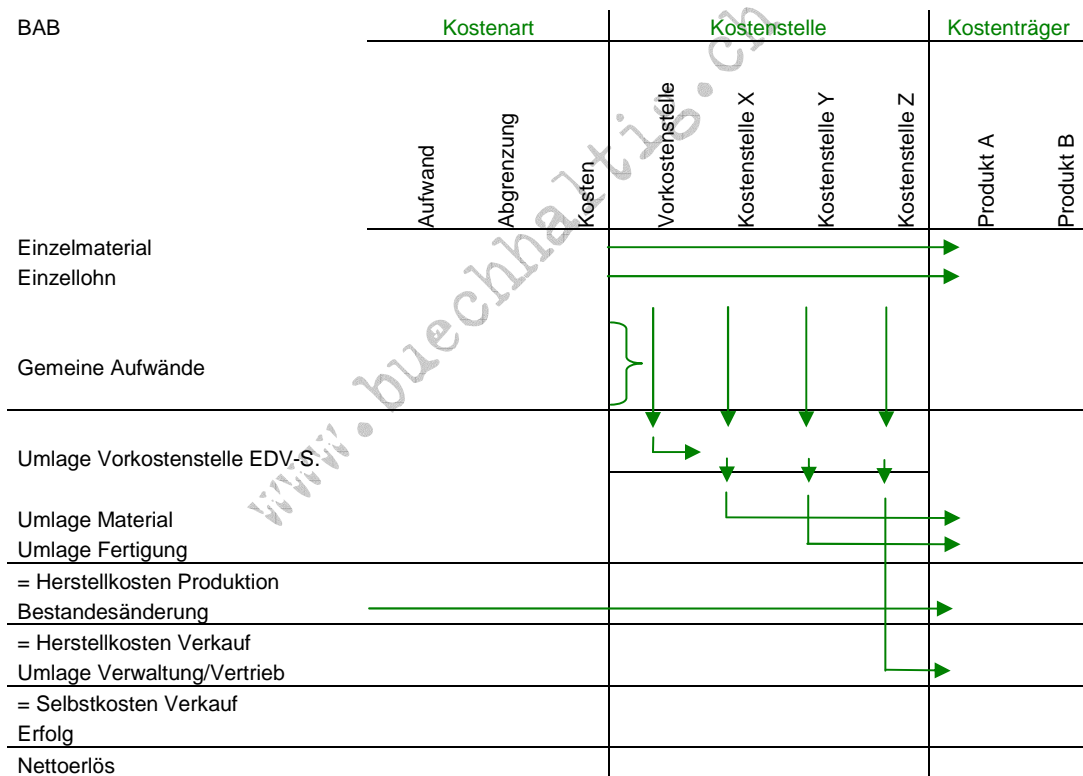 BAB Kostenart Kostenstelle Kostenträger
Aufwand Abgrenzung Kosten Vorkostenstelle Kostenstelle X Kostenstelle Y Kostenstelle Z Produkt A Produkt B
Einzelmaterial
Einzellohn
Gemeine Aufwände
Umlage Vorkostenstelle EDV-S.
Umlage Material
Umlage Fertigung
= Herstellkosten Produktion
Bestandesänderung
= Herstellkosten Verkauf
Umlage Verwaltung/Vertrieb
= Selbstkosten Verkauf
Erfolg
Nettoerlös
www.buechhaltig.ch